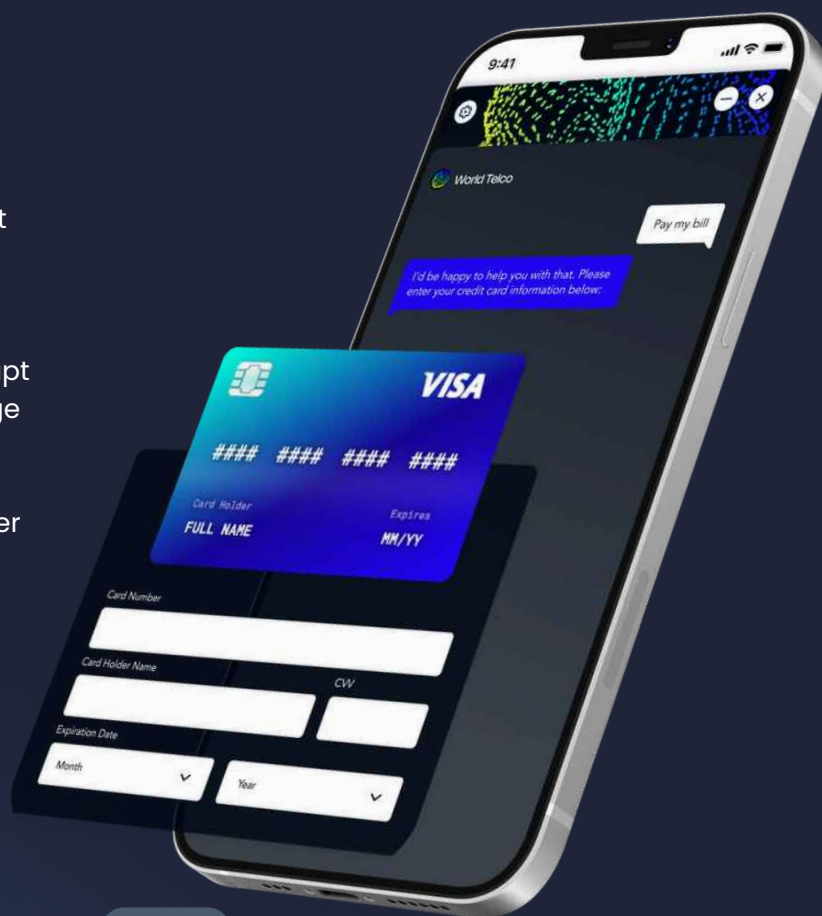 9:41
World Telco
Pay my bill
I'd be happy to help you with that. Please
enter your credit card information below:
VISA
#### #### #### ####
Card Holder
Expires
FULL NAME
MM/YY
Card Number
Card Holder Name
CVV
Expiration Date
Month
Year